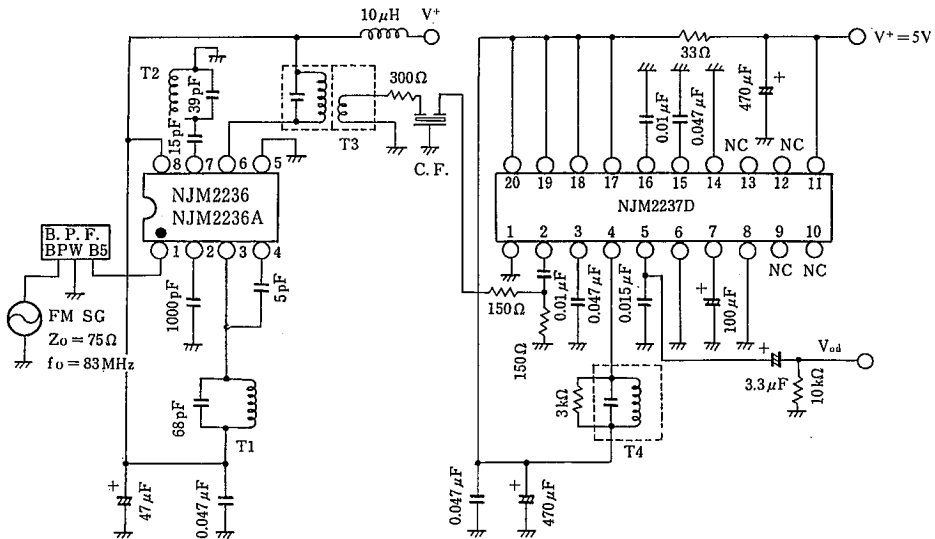 10μH
V⁺
T2
39pF
15pF
T3
300Ω
C. F.
8 7 6 5
NJM2236
NJM2236A
1 2 3 4
B. P. F.
BPW B5
FM SG
Zo = 75Ω
fo = 83MHz
1000pF
5pF
68pF
T1
+
47μF
0.047μF
33Ω
V⁺ = 5V
+
470μF
0.01μF
0.047μF
NC
NC
20 19 18 17 16 15 14 13 12 11
NJM2237D
1 2 3 4 5 6 7 8 9 10
NC
NC
150Ω
150Ω
0.01μF
0.047μF
0.015μF
+
100μF
+
3.3μF
Vod
10kΩ
3kΩ
T4
0.047μF
+
470μF